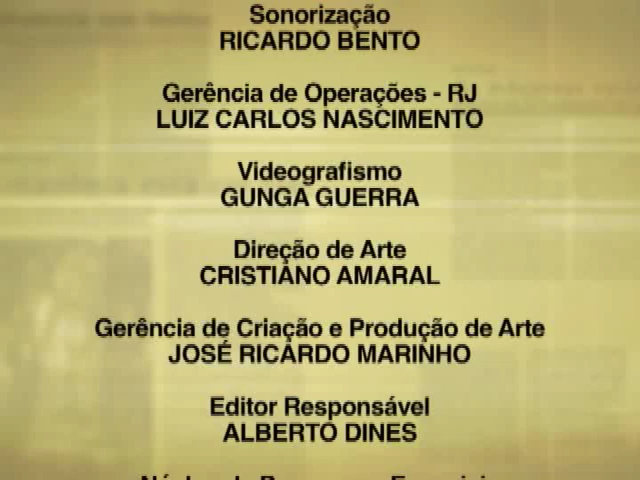 Sonorização
RICARDO BENTO
Gerência de Operações - RJ
LUIZ CARLOS NASCIMENTO
Videografismo
GUNGA GUERRA
Direção de Arte
CRISTIANO AMARAL
Gerência de Criação e Produção de Arte
JOSÉ RICARDO MARINHO
Editor Responsável
ALBERTO DINES